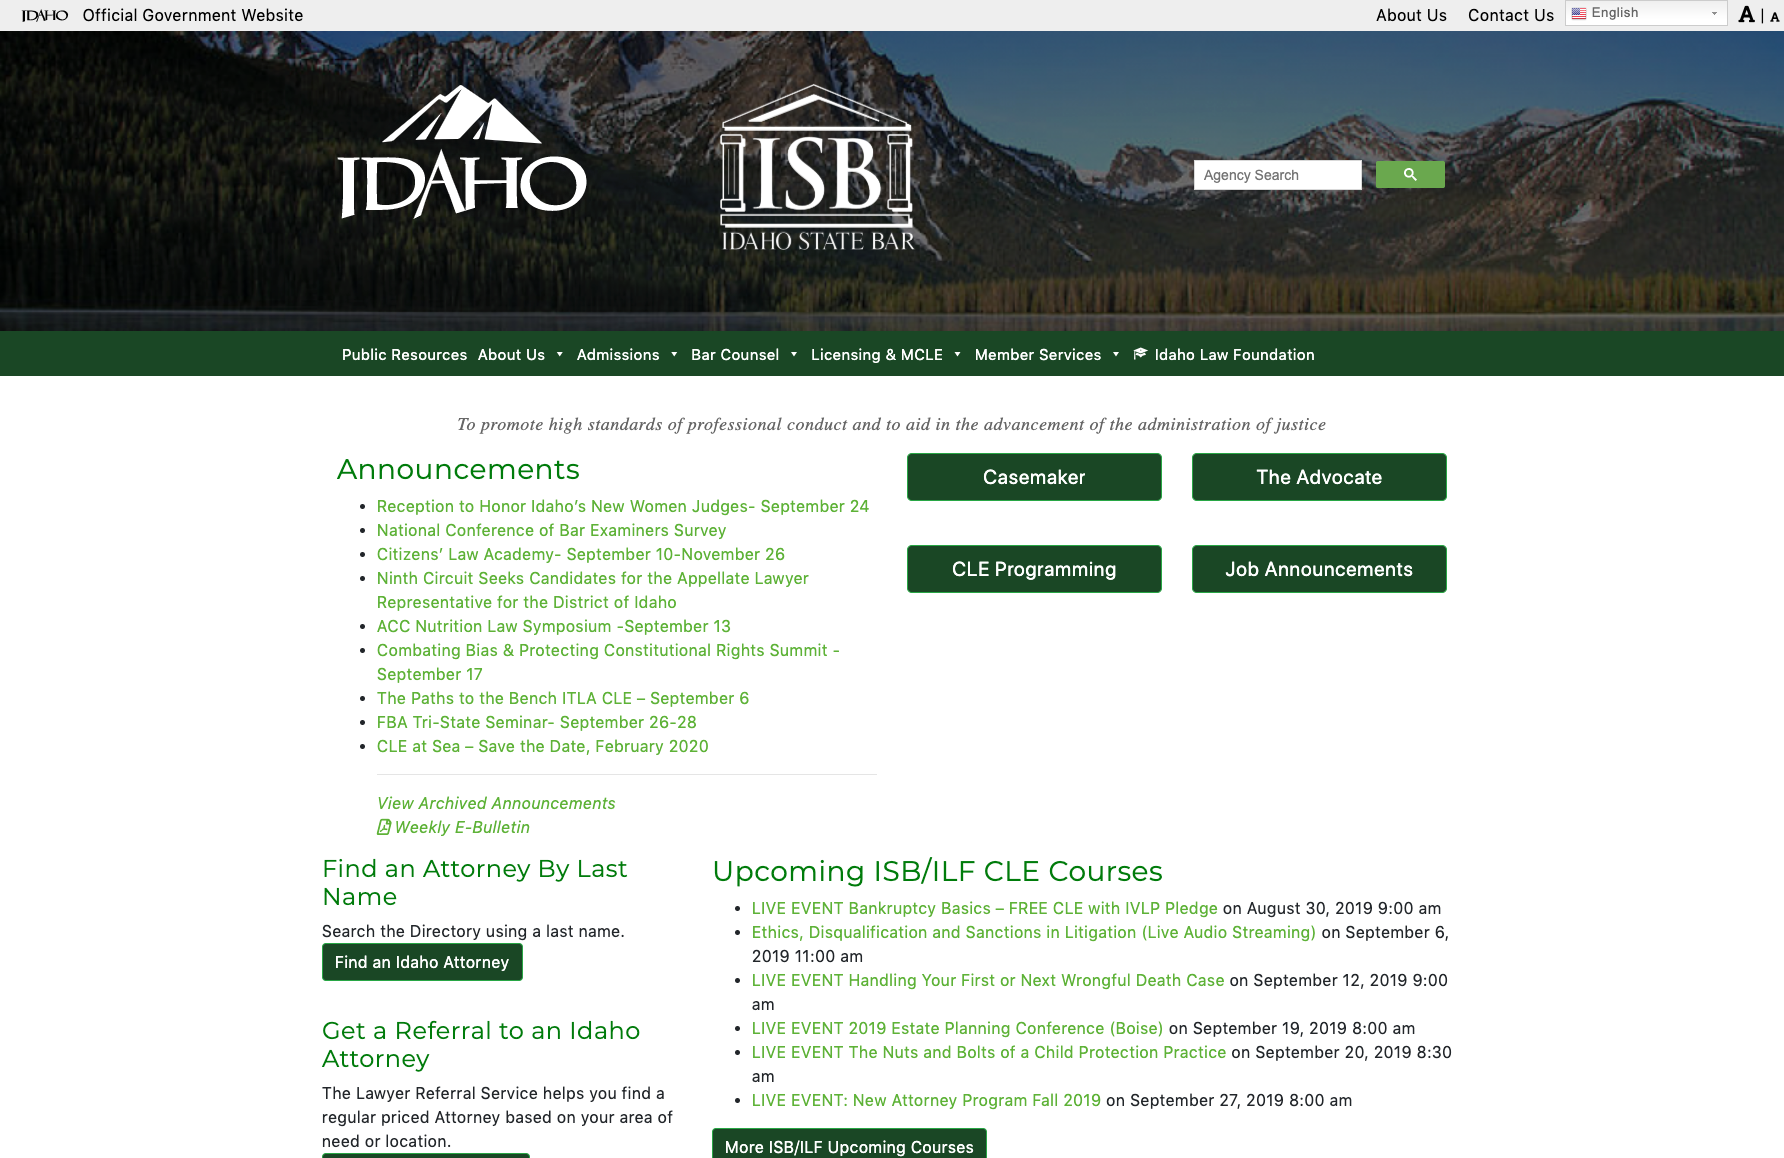 IDAHO Official Government Website
About Us Contact Us English A | A
IDAHO
ISB
IDAHO STATE BAR
Agency Search
Public Resources About Us Admissions Bar Counsel Licensing & MCLE Member Services Idaho Law Foundation
To promote high standards of professional conduct and to aid in the advancement of the administration of justice
Announcements
Reception to Honor Idaho’s New Women Judges- September 24
National Conference of Bar Examiners Survey
Citizens’ Law Academy- September 10-November 26
Ninth Circuit Seeks Candidates for the Appellate Lawyer
Representative for the District of Idaho
ACC Nutrition Law Symposium -September 13
Combating Bias & Protecting Constitutional Rights Summit -
September 17
The Paths to the Bench ITLA CLE – September 6
FBA Tri-State Seminar- September 26-28
CLE at Sea – Save the Date, February 2020
View Archived Announcements
Weekly E-Bulletin
Casemaker
The Advocate
CLE Programming
Job Announcements
Find an Attorney By Last
Name
Search the Directory using a last name.
Find an Idaho Attorney
Get a Referral to an Idaho
Attorney
The Lawyer Referral Service helps you find a
regular priced Attorney based on your area of
need or location.
Upcoming ISB/ILF CLE Courses
LIVE EVENT Bankruptcy Basics – FREE CLE with IVLP Pledge on August 30, 2019 9:00 am
Ethics, Disqualification and Sanctions in Litigation (Live Audio Streaming) on September 6,
2019 11:00 am
LIVE EVENT Handling Your First or Next Wrongful Death Case on September 12, 2019 9:00
am
LIVE EVENT 2019 Estate Planning Conference (Boise) on September 19, 2019 8:00 am
LIVE EVENT The Nuts and Bolts of a Child Protection Practice on September 20, 2019 8:30
am
LIVE EVENT: New Attorney Program Fall 2019 on September 27, 2019 8:00 am
More ISB/ILF Upcoming Courses